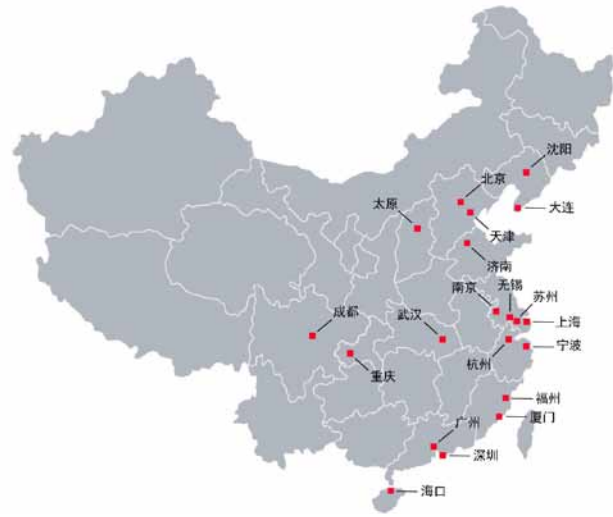 沈阳
北京
太原
大连
天津
济南
无锡
南京
苏州
成都
武汉
上海
宁波
杭州
重庆
福州
厦门
广州
深圳
海口